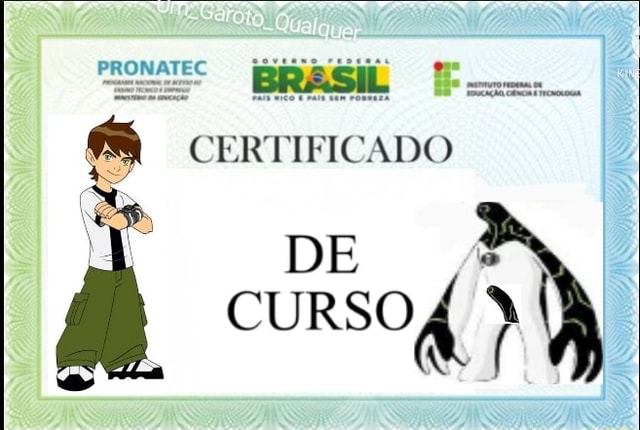 Um_Garoto_Qualquer
PRONATEC
PROGRAMA NACIONAL DE ACESSO AO
ENSINO TÉCNICO E EMPREGO
MINISTÉRIO DA EDUCAÇÃO
GOVERNO FEDERAL
BRASIL
PAÍS RICO É PAÍS SEM POBREZA
INSTITUTO FEDERAL DE
EDUCAÇÃO, CIÊNCIA E TECNOLOGIA
CERTIFICADO
DE
CURSO